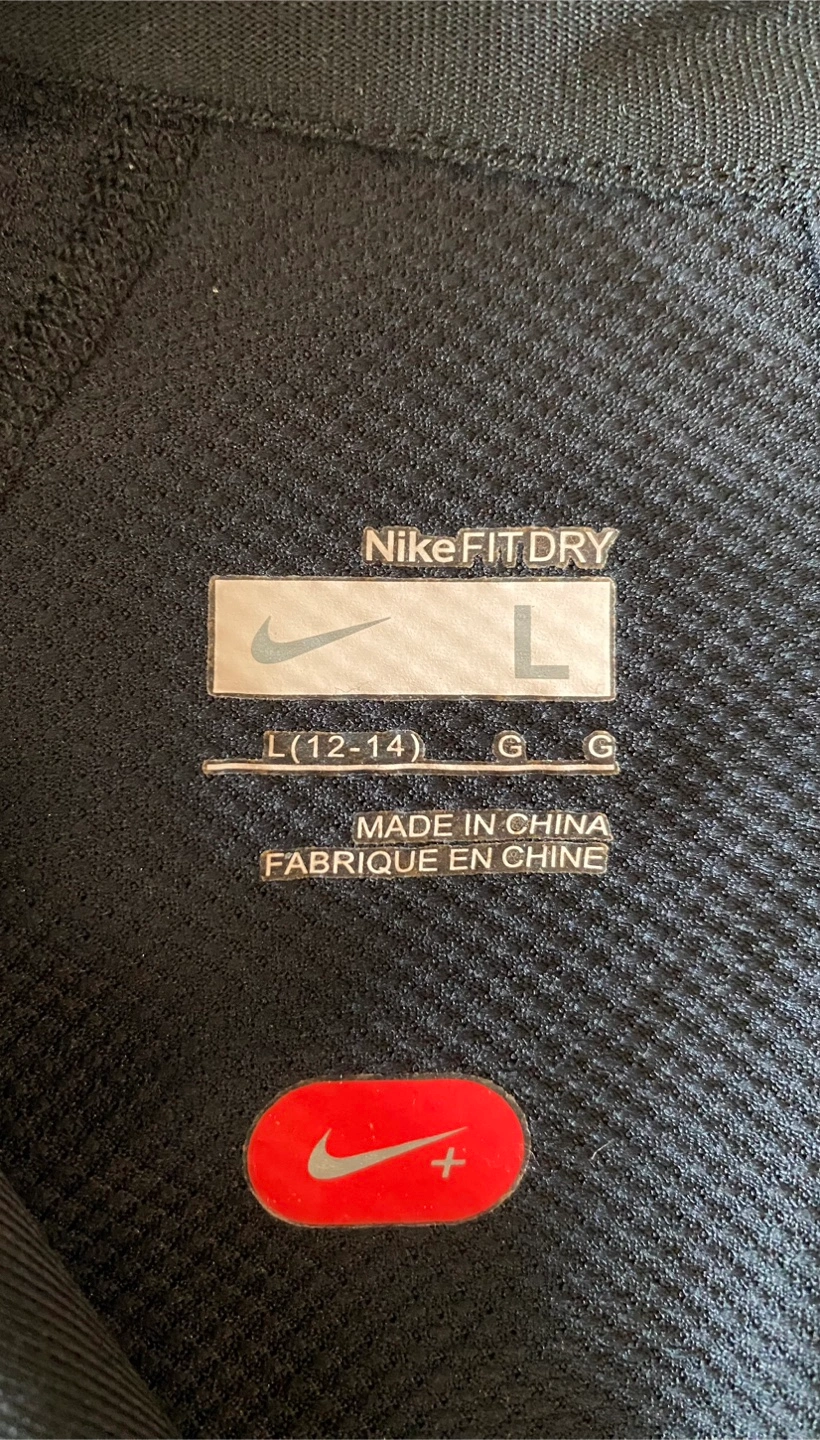 NikeFITDRY
L
L(12-14) G G
MADE IN CHINA
FABRIQUE EN CHINE
+